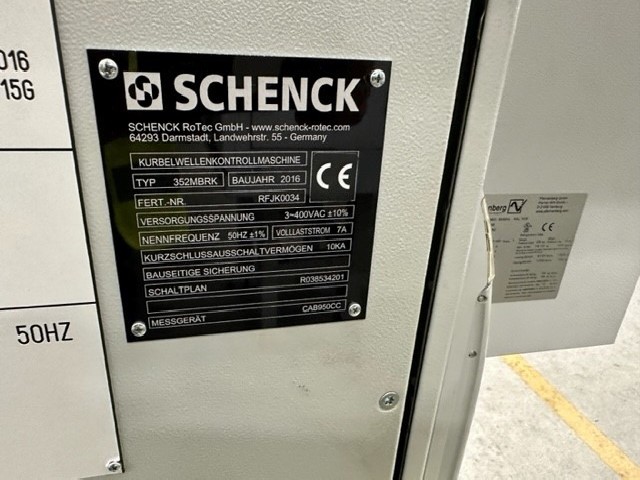 016
15G
50HZ
SCHENCK
SCHENCK RoTec GmbH - www.schenck-rotec.com
64293 Darmstadt, Landwehrstr. 55 - Germany
KURBELWELLENKONTROLLMASCHINE
TYP 352MBRK BAUJAHR 2016
CE
FERT.-NR. RFJK0034
VERSORGUNGSSPANNUNG 3~400VAC ±10%
NENNFREQUENZ 50HZ ±1% VOLLLASTSTROM 7A
KURZSCHLUSSAUSSCHALTVERMÖGEN 10KA
BAUSEITIGE SICHERUNG
SCHALTPLAN R038534201
MESSGERÄT CAB950CC
nberg
CE